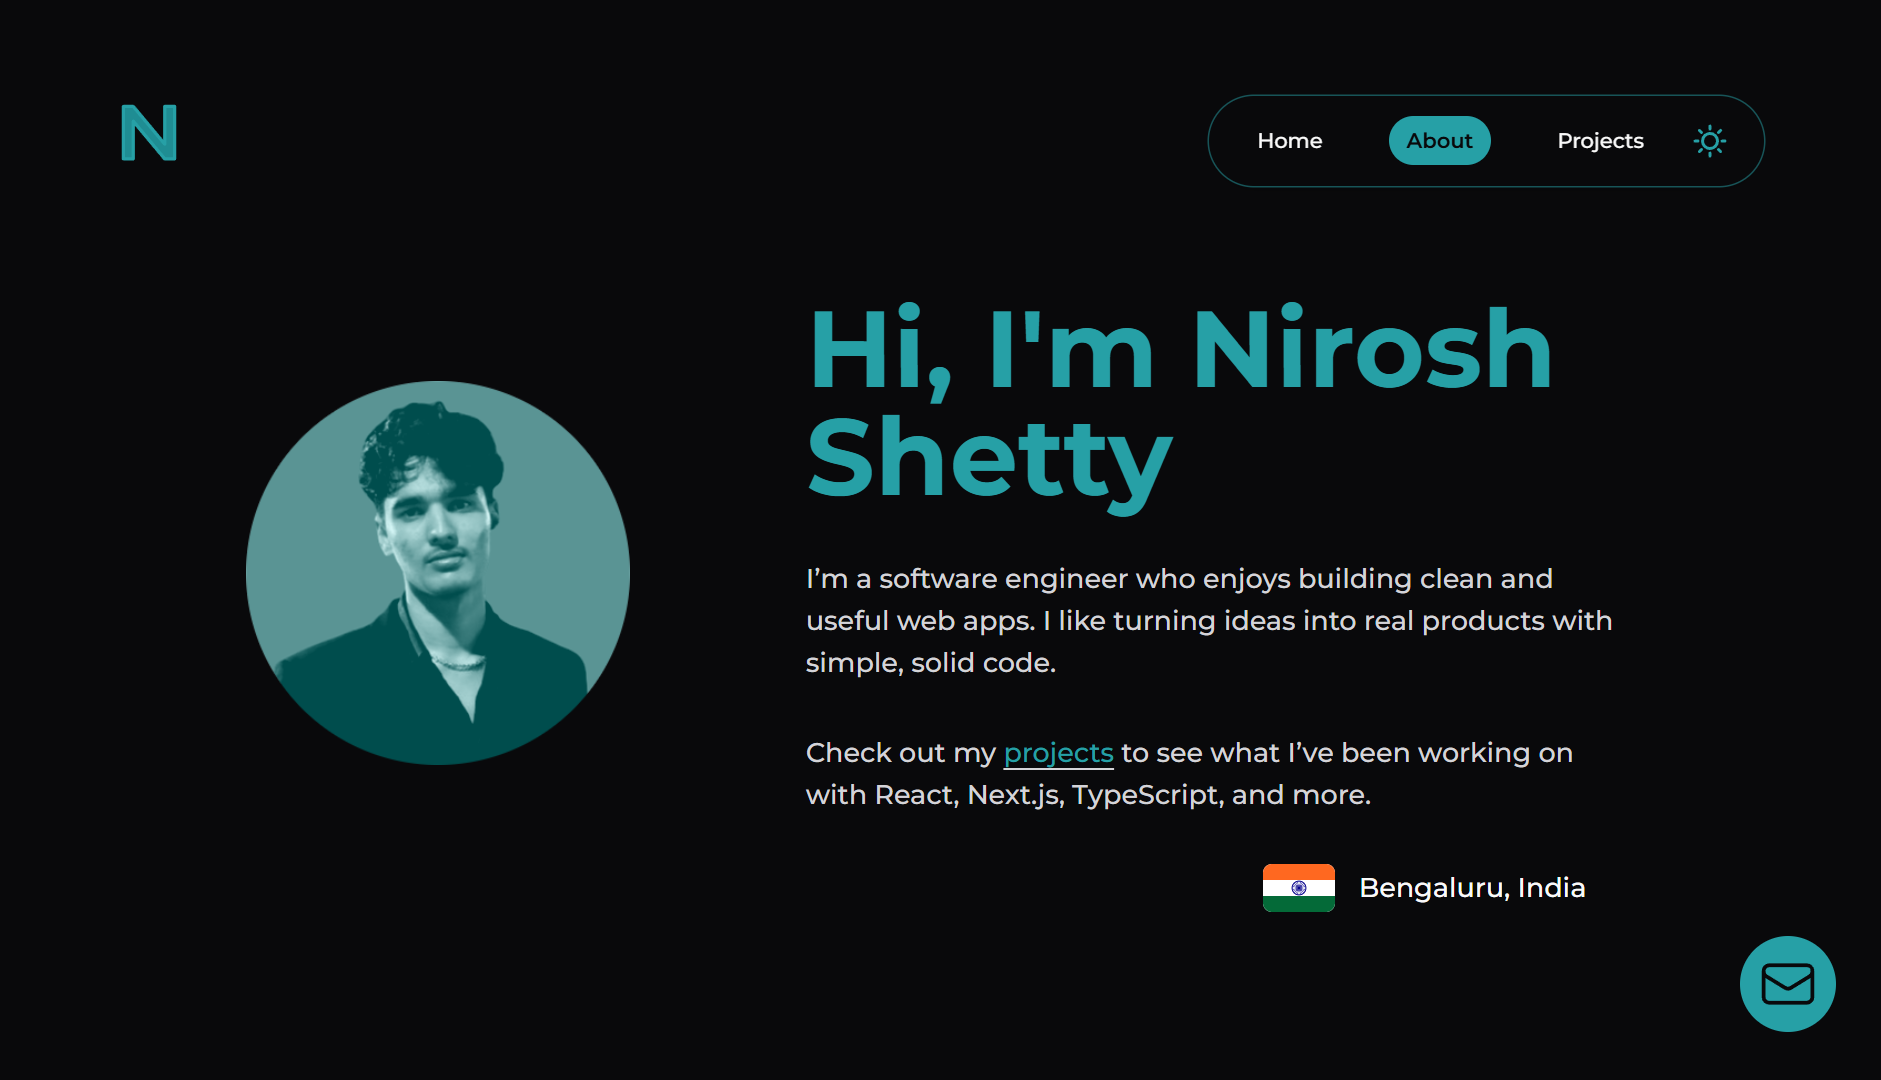 N
Home
About
Projects
Hi, I'm Nirosh
Shetty
I’m a software engineer who enjoys building clean and
useful web apps. I like turning ideas into real products with
simple, solid code.
Check out my projects to see what I’ve been working on
with React, Next.js, TypeScript, and more.
Bengaluru, India